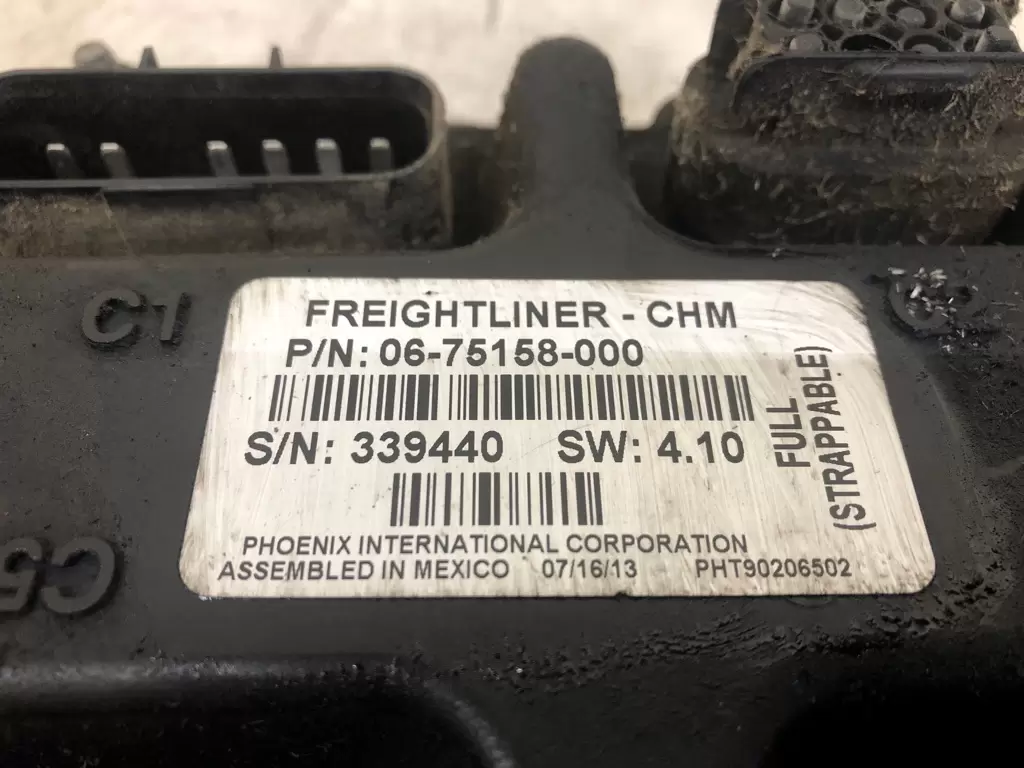 C1
FREIGHTLINER - CHM
P/N: 06-75158-000
S/N: 339440 SW: 4.10
FULL
(STRAPPABLE)
PHOENIX INTERNATIONAL CORPORATION
ASSEMBLED IN MEXICO 07/16/13 PHT90206502
C5